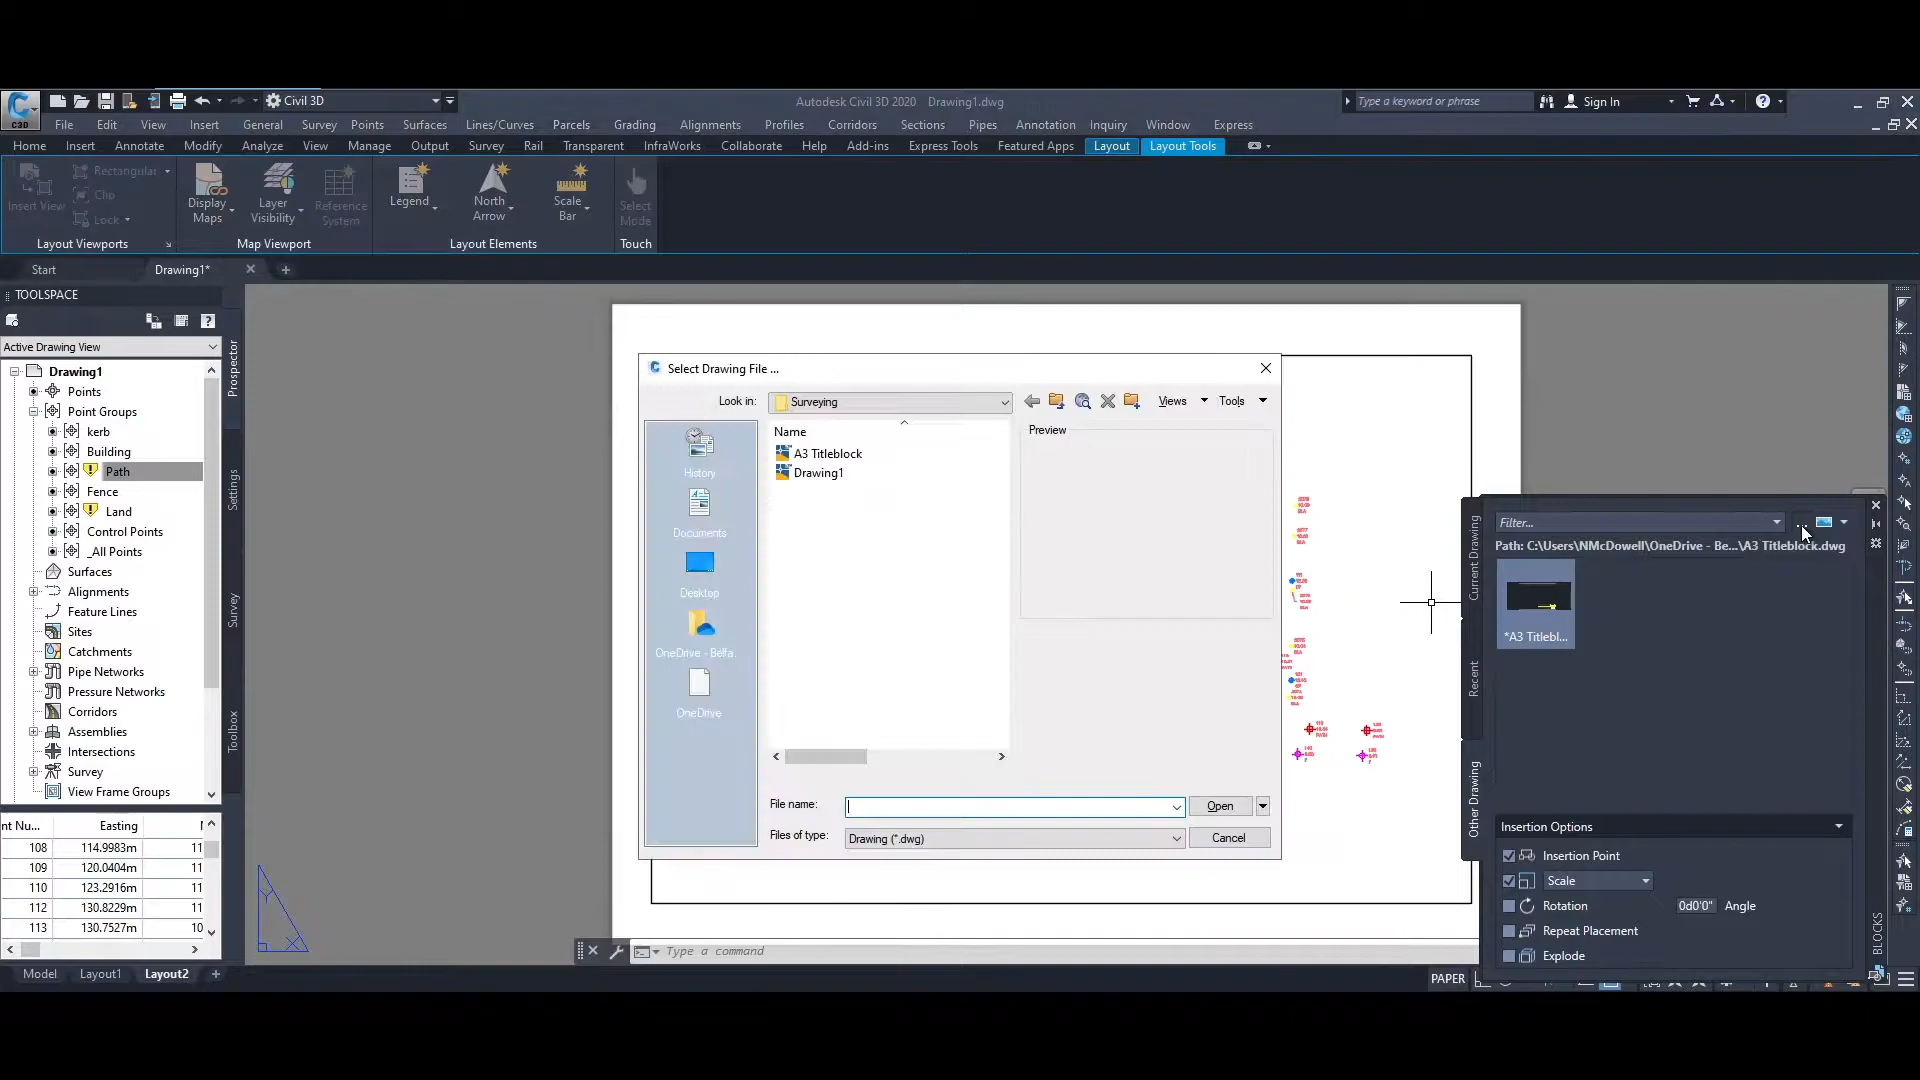 Civil 3D
Autodesk Civil 3D 2020 Drawing1.dwg
Type a keyword or phrase
Sign In
C3D
File Edit View Insert General Survey Points Surfaces Lines/Curves Parcels Grading Alignments Profiles Corridors Sections Pipes Annotation Inquiry Window Express
Home Insert Annotate Modify Analyze View Manage Output Survey Rail Transparent InfraWorks Collaborate Help Add-ins Express Tools Featured Apps Layout Layout Tools
Insert View
Rectangular
Clip
Lock
Display Maps
Layer Visibility
Reference System
Legend
North Arrow
Scale Bar
Select Mode
Layout Viewports
Map Viewport
Layout Elements
Touch
Start
Drawing1*
TOOLSPACE
Active Drawing View
Drawing1
Points
Point Groups
kerb
Building
Path
Fence
Land
Control Points
_All Points
Surfaces
Alignments
Feature Lines
Sites
Catchments
Pipe Networks
Pressure Networks
Corridors
Assemblies
Intersections
Survey
View Frame Groups
Prospector
Settings
Survey
Toolbox
nt Nu... Easting
108 114.9983m 11
109 120.0404m 11
110 123.2916m 11
112 130.8229m 11
113 130.7527m 10
Model Layout1 Layout2
Select Drawing File ...
Look in: Surveying
Views
Tools
History
Documents
Desktop
OneDrive - Belfa.
OneDrive
Name
A3 Titleblock
Drawing1
Preview
File name:
Open
Files of type: Drawing (*.dwg)
Cancel
Type a command
Filter...
Path: C:\Users\NMcDowell\OneDrive - Be...\A3 Titleblock.dwg
*A3 Titlebl...
Current Drawing
Recent
Other Drawing
Insertion Options
Insertion Point
Scale
Rotation 0d0'0" Angle
Repeat Placement
Explode
BLOCKS
PAPER